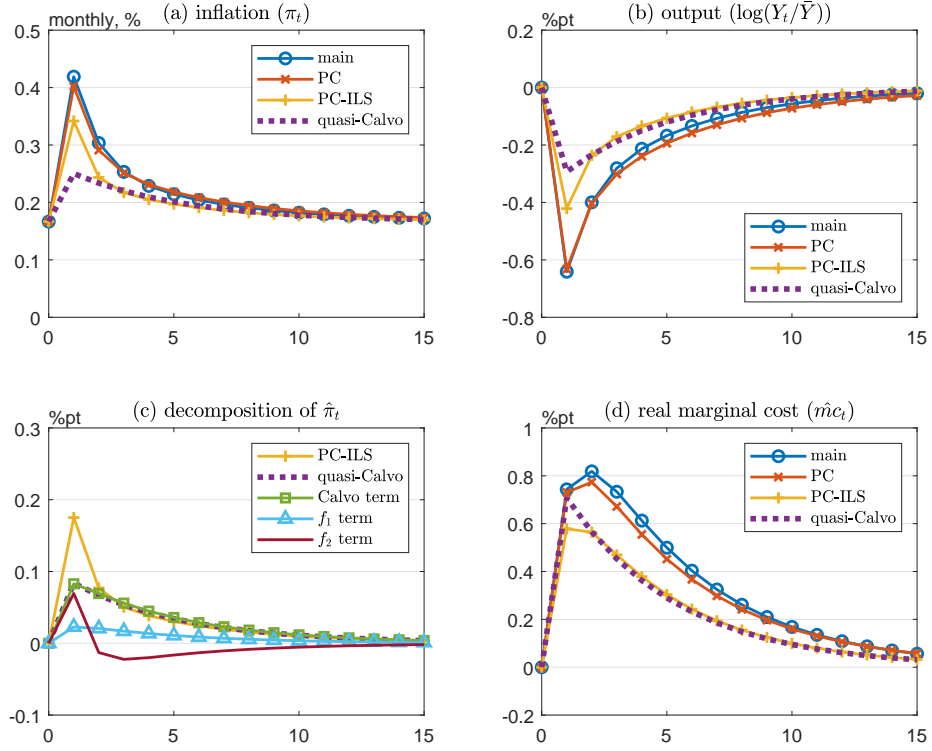 (a) inflation (πₜ)
monthly, %
0.5
0.4
0.3
0.2
0.1
0
0
5
10
15
main
PC
PC-ILS
quasi-Calvo
(b) output (log(Yₜ/Ȳ))
%pt
0.2
0
-0.2
-0.4
-0.6
-0.8
0
5
10
15
main
PC
PC-ILS
quasi-Calvo
(c) decomposition of π̂ₜ
%pt
0.3
0.2
0.1
0
-0.1
0
5
10
15
PC-ILS
quasi-Calvo
Calvo term
f₁ term
f₂ term
(d) real marginal cost (m̂cₜ)
%pt
1
0.8
0.6
0.4
0.2
0
-0.2
0
5
10
15
main
PC
PC-ILS
quasi-Calvo